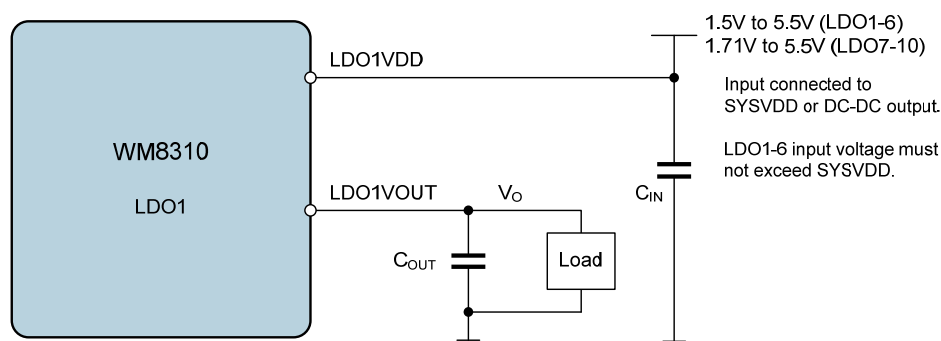 1.5V to 5.5V (LDO1-6)
1.71V to 5.5V (LDO7-10)
LDO1VDD
Input connected to
SYSVDD or DC-DC output.
WM8310
LDO1-6 input voltage must
not exceed SYSVDD.
LDO1
LDO1VOUT
VO
CIN
COUT
Load